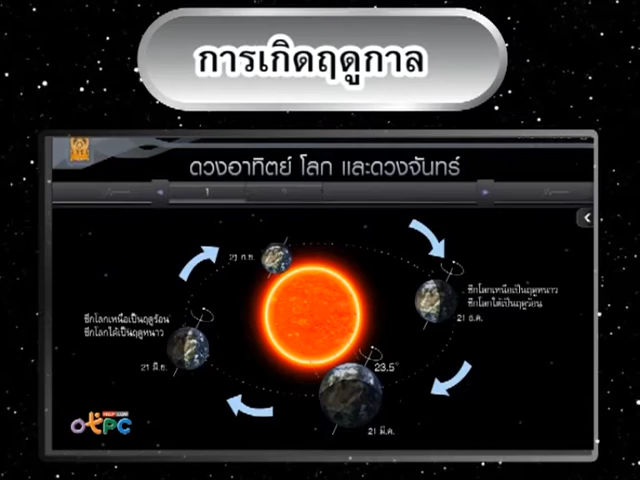 การเกิดฤดูกาล
ดวงอาทิตย์ โลก และดวงจันทร์
1
21 ก.ย.
ซีกโลกเหนือเป็นฤดูหนาว
ซีกโลกใต้เป็นฤดูร้อน
21 ธ.ค.
ซีกโลกเหนือเป็นฤดูร้อน
ซีกโลกใต้เป็นฤดูหนาว
21 มิ.ย.
23.5°
21 มี.ค.
otpc